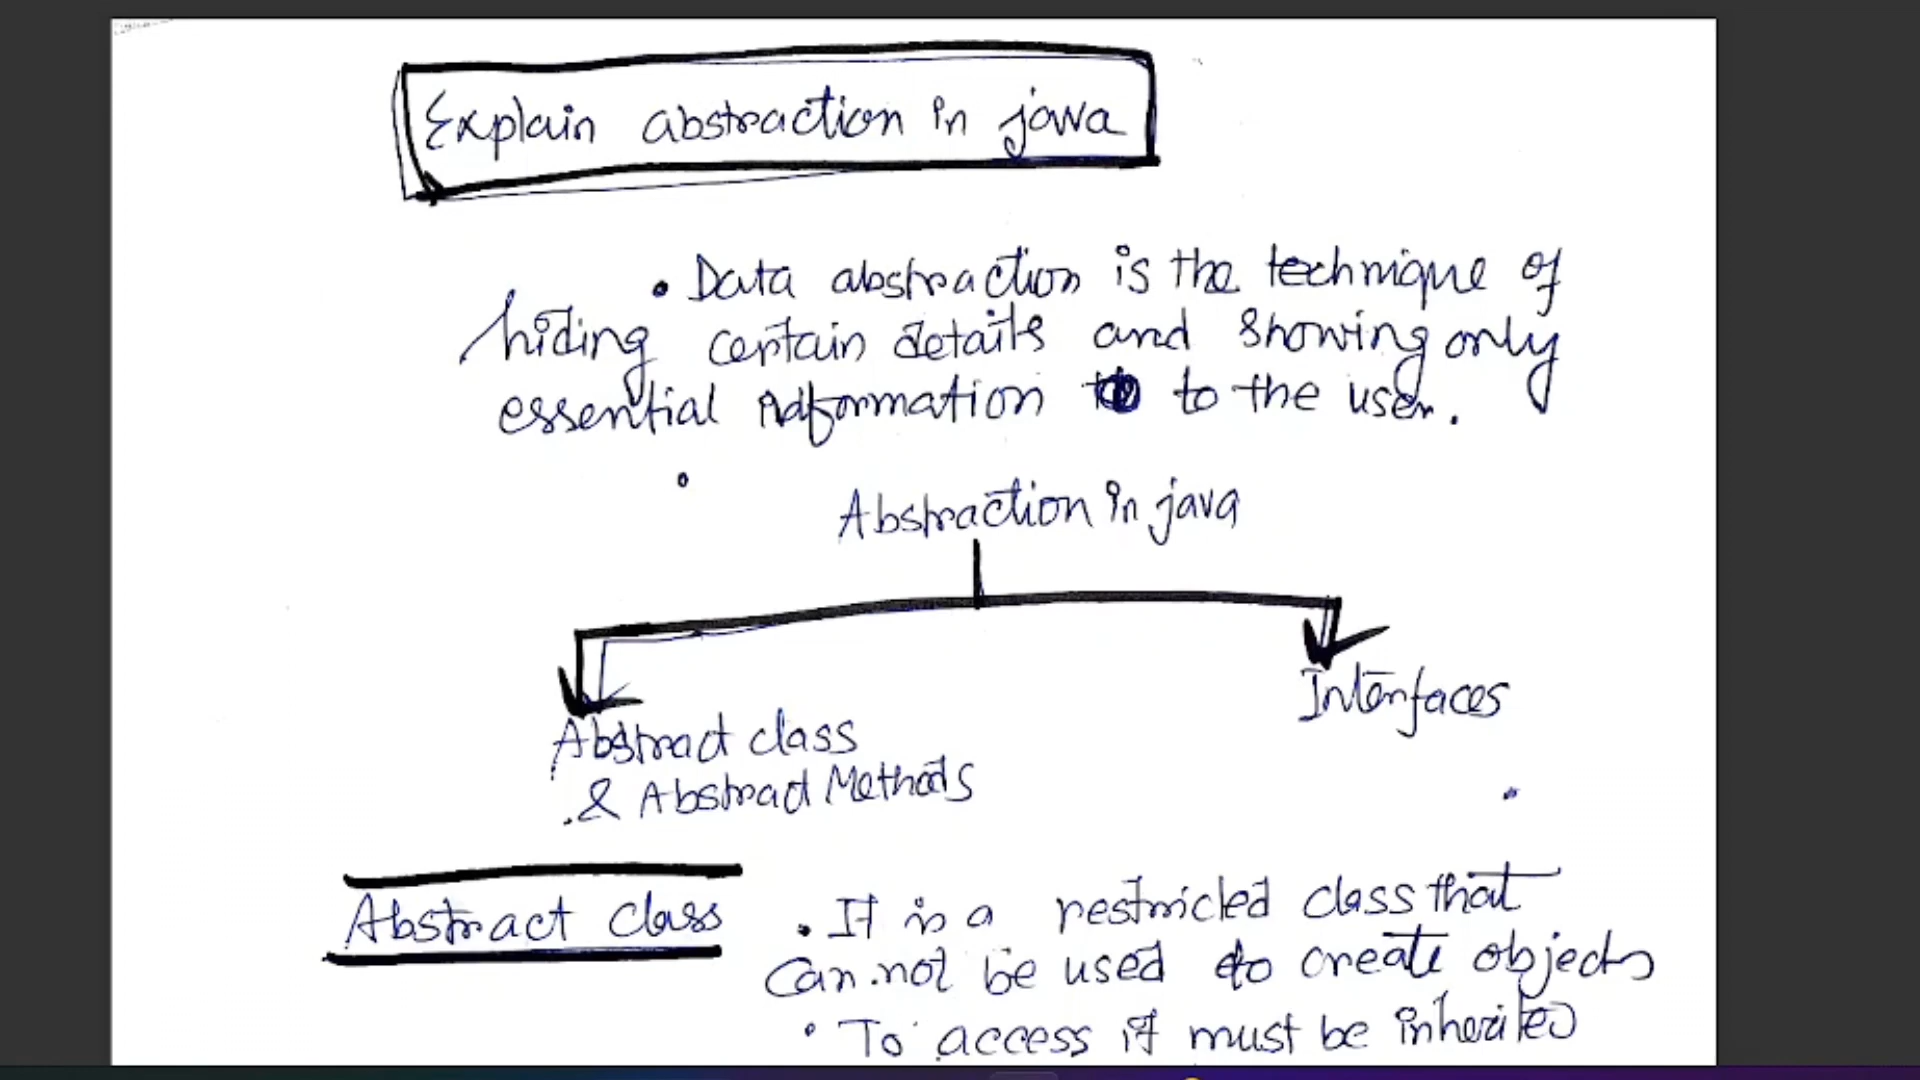 Explain abstraction in java
• Data abstraction is the technique of
hiding certain details and showing only
essential information to the user.
Abstraction in java
Interfaces
Abstract class
& Abstract Methods
Abstract class
• It is a restricted class that
can not be used to create objects
• To access it must be inherited